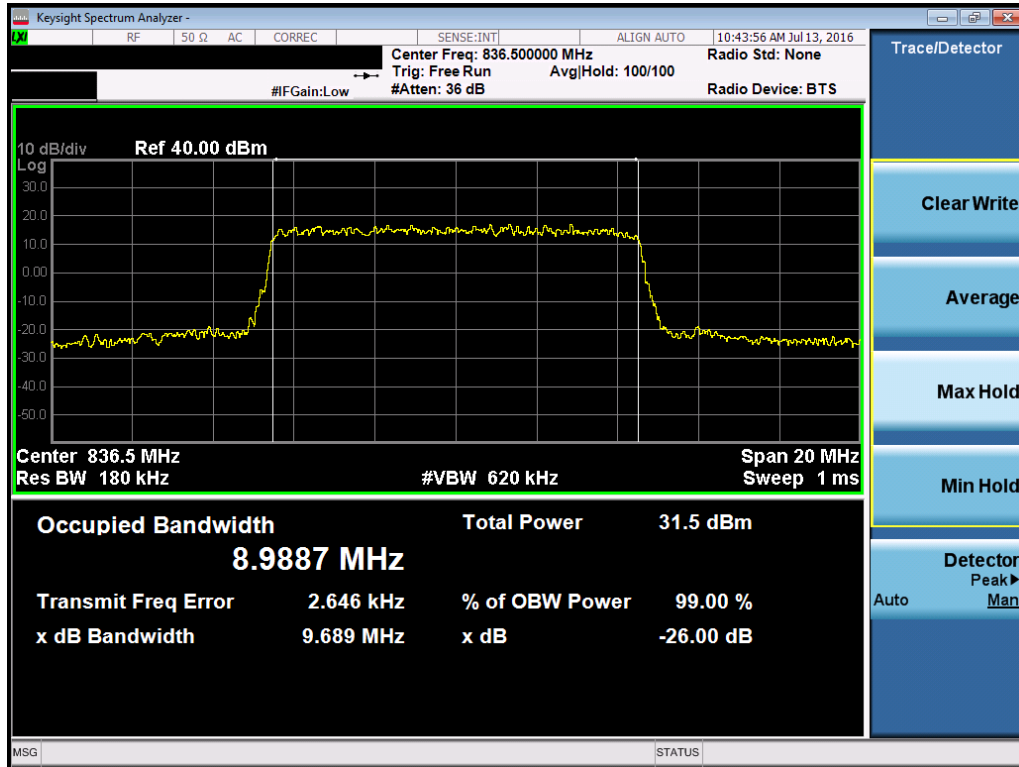 Keysight Spectrum Analyzer -
LXI RF 50 Ω AC CORREC SENSE:INT ALIGN AUTO 10:43:56 AM Jul 13, 2016
Center Freq: 836.500000 MHz Radio Std: None
Trig: Free Run Avg|Hold: 100/100
#IFGain:Low #Atten: 36 dB Radio Device: BTS
Trace/Detector
10 dB/div Ref 40.00 dBm
Log
30.0
20.0
10.0
0.00
-10.0
-20.0
-30.0
-40.0
-50.0
Center 836.5 MHz Span 20 MHz
Res BW 180 kHz #VBW 620 kHz Sweep 1 ms
Occupied Bandwidth Total Power 31.5 dBm
8.9887 MHz
Transmit Freq Error 2.646 kHz % of OBW Power 99.00 %
x dB Bandwidth 9.689 MHz x dB -26.00 dB
Clear Write
Average
Max Hold
Min Hold
Detector
Peak▶
Auto Man
MSG STATUS